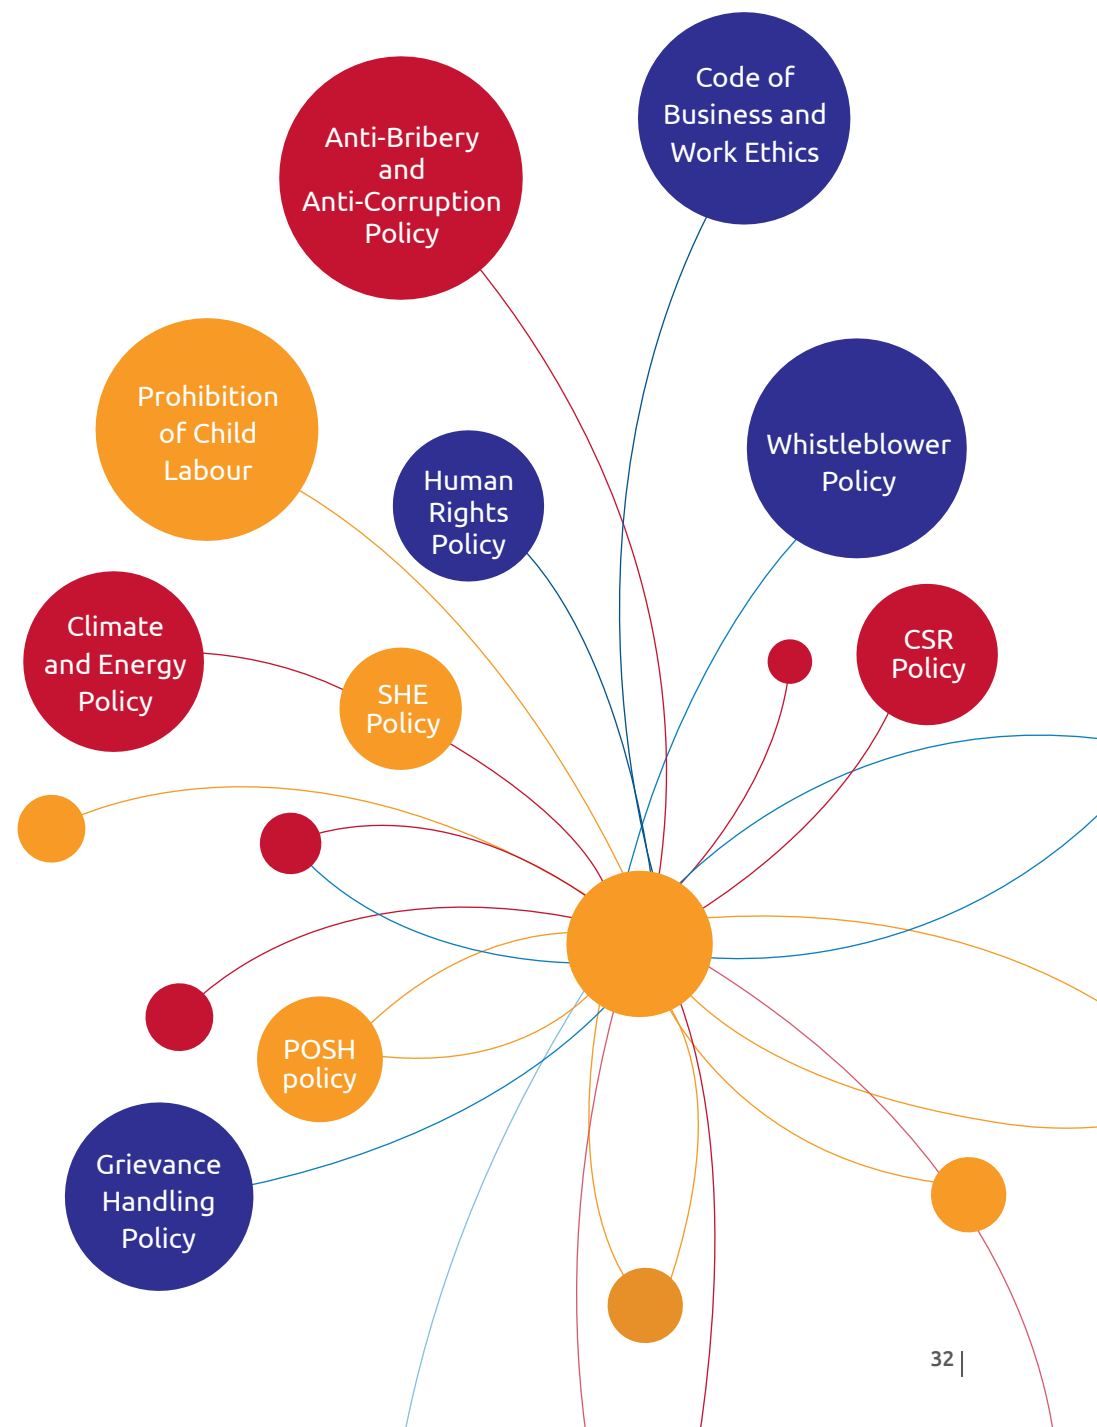 Code of
Business and
Work Ethics
Anti-Bribery
and
Anti-Corruption
Policy
Prohibition
of Child
Labour
Human
Rights
Policy
Whistleblower
Policy
Climate
and Energy
Policy
SHE
Policy
CSR
Policy
POSH
policy
Grievance
Handling
Policy
32